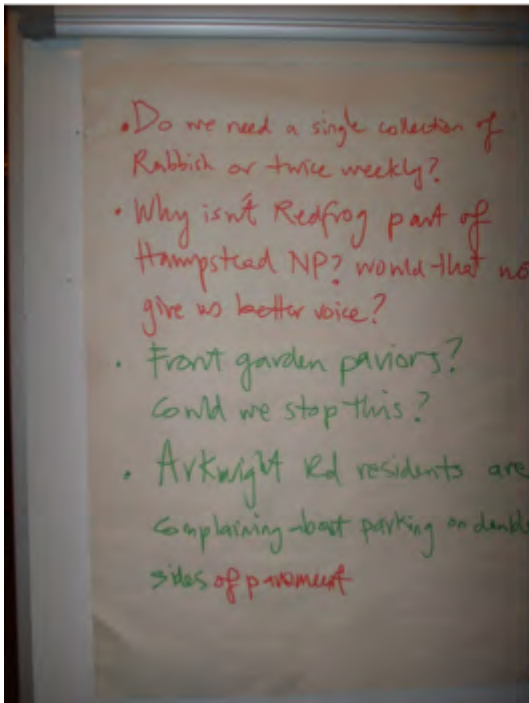 • Do we need a single collection of
Rabbish or twice weekly?
• Why isn't Redfrog part of
Hampstead NP? would that no
give us better voice?
• Front garden paviors?
Could we stop this?
• Arkwright Rd residents are
complaining about parking on double
sides of pavement